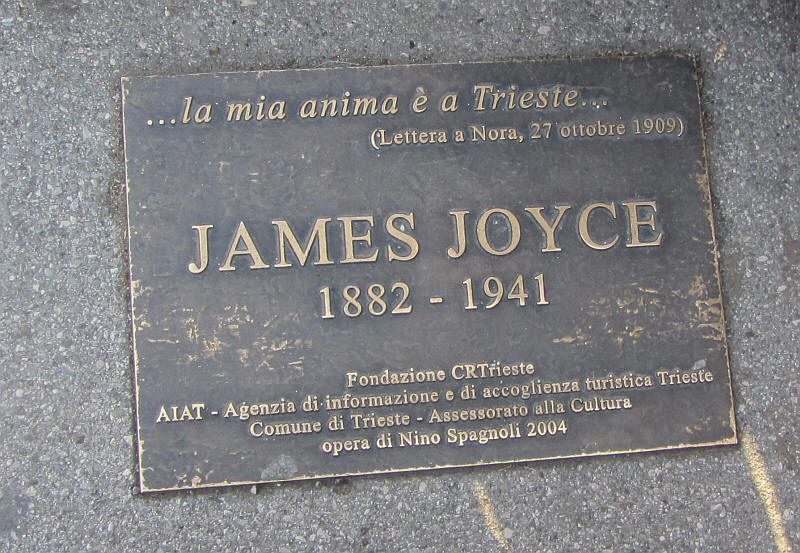 ...la mia anima è a Trieste...
(Lettera a Nora, 27 ottobre 1909)
JAMES JOYCE
1882 - 1941
Fondazione CRTrieste
AIAT - Agenzia di informazione e di accoglienza turistica Trieste
Comune di Trieste - Assessorato alla Cultura
opera di Nino Spagnoli 2004